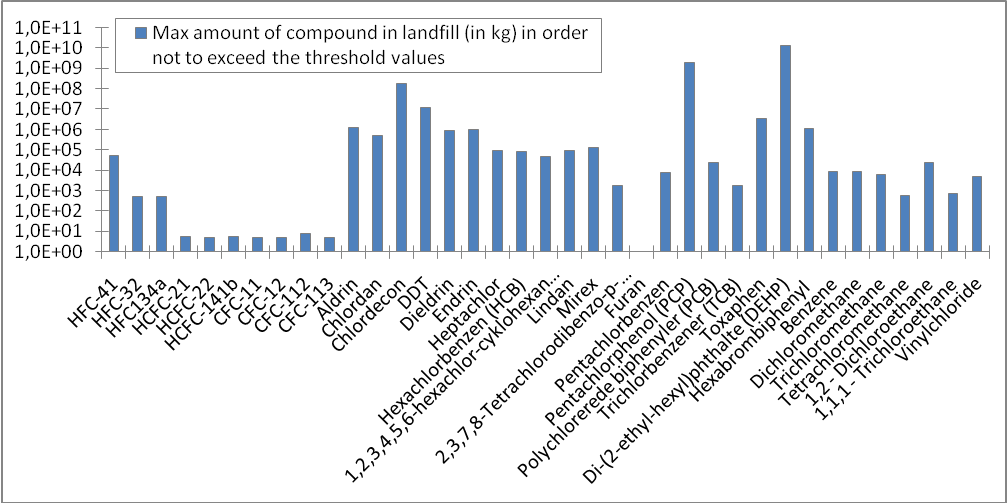 1,0E+11
1,0E+10
1,0E+09
1,0E+08
1,0E+07
1,0E+06
1,0E+05
1,0E+04
1,0E+03
1,0E+02
1,0E+01
1,0E+00
Max amount of compound in landfill (in kg) in order
not to exceed the threshold values
HFC-41
HFC-32
HFC134a
HCFC-21
HCFC-22
HCFC-141b
CFC-11
CFC-12
CFC-112
CFC-113
Aldrin
Chlordan
Chlordecon
DDT
Dieldrin
Endrin
Heptachlor
Hexachlorbenzen (HCB)
1,2,3,4,5,6-hexachlor-cyklohexan...
Lindan
Mirex
2,3,7,8-Tetrachlorodibenzo-p-...
Furan
Pentachlorbenzen
Pentachlorphenol (PCP)
Polychlorerede biphenyler (PCB)
Trichlorbenzener (TCB)
Toxaphen
Di-(2-ethyl-hexyl)phthalte (DEHP)
Hexabrombiphenyl
Benzene
Dichloromethane
Trichloromethane
Tetrachloromethane
1,2- Dichloroethane
1,1,1- Trichloroethane
Vinylchloride